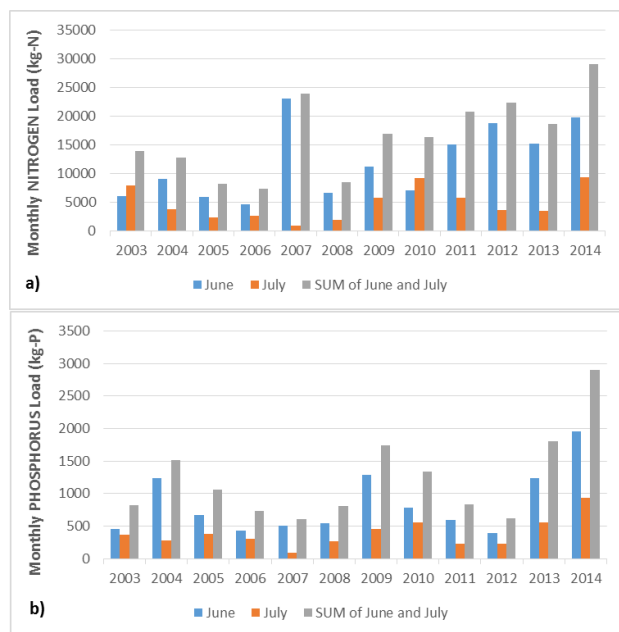 Monthly NITROGEN Load (kg-N)
30000
25000
20000
15000
10000
5000
0
2003 2004 2005 2006 2007 2008 2009 2010 2011 2012 2013 2014
a)
June July SUM of June and July
Monthly PHOSPHORUS Load (kg-P)
3500
3000
2500
2000
1500
1000
500
0
2003 2004 2005 2006 2007 2008 2009 2010 2011 2012 2013 2014
b)
June July SUM of June and July